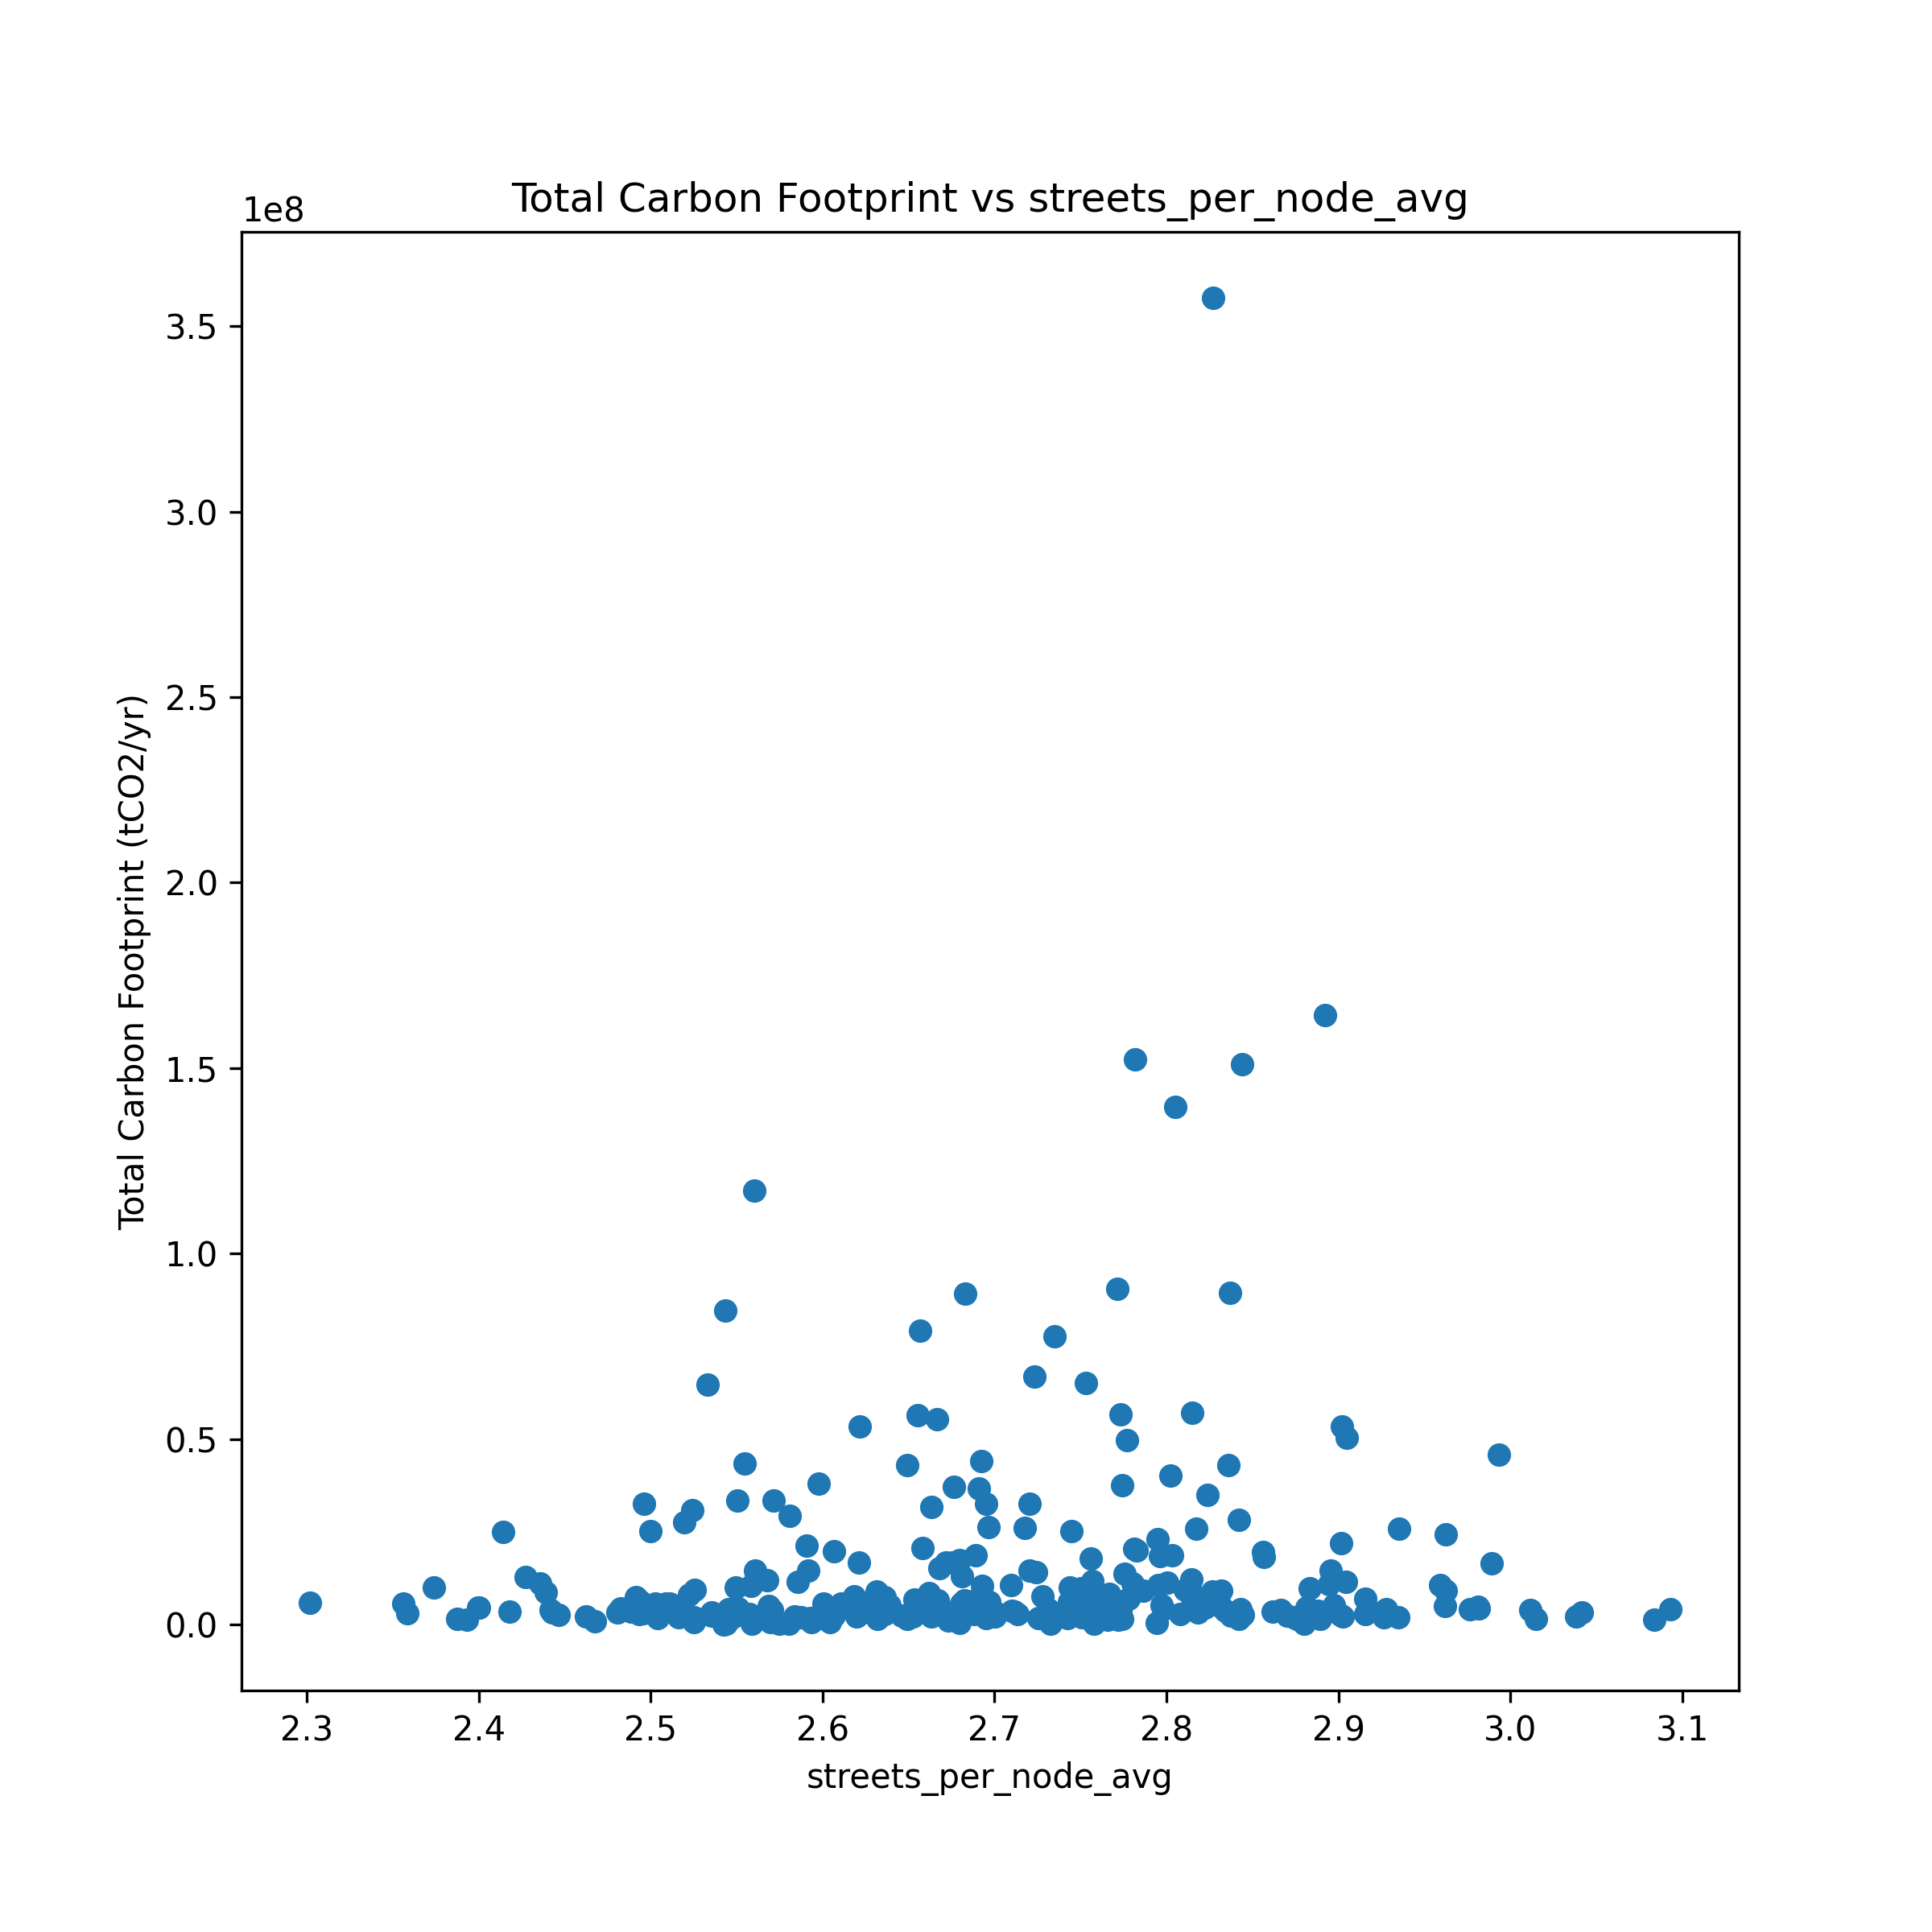 Total Carbon Footprint vs streets_per_node_avg
1e8
3.5
3.0
2.5
2.0
1.5
1.0
0.5
0.0
Total Carbon Footprint (tCO2/yr)
2.3 2.4 2.5 2.6 2.7 2.8 2.9 3.0 3.1
streets_per_node_avg